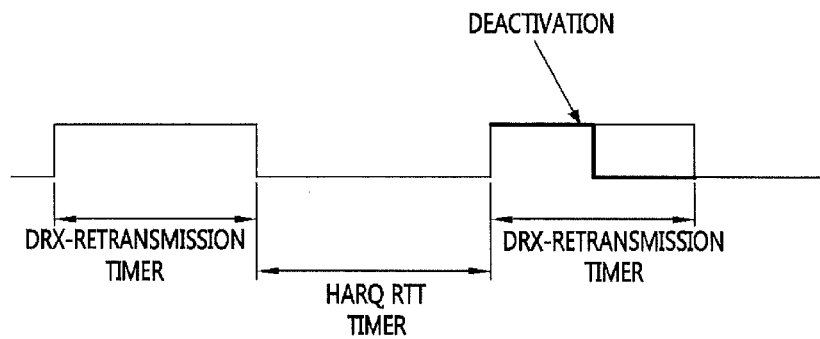 DEACTIVATION
DRX-RETRANSMISSION
TIMER
HARQ RTT
TIMER
DRX-RETRANSMISSION
TIMER